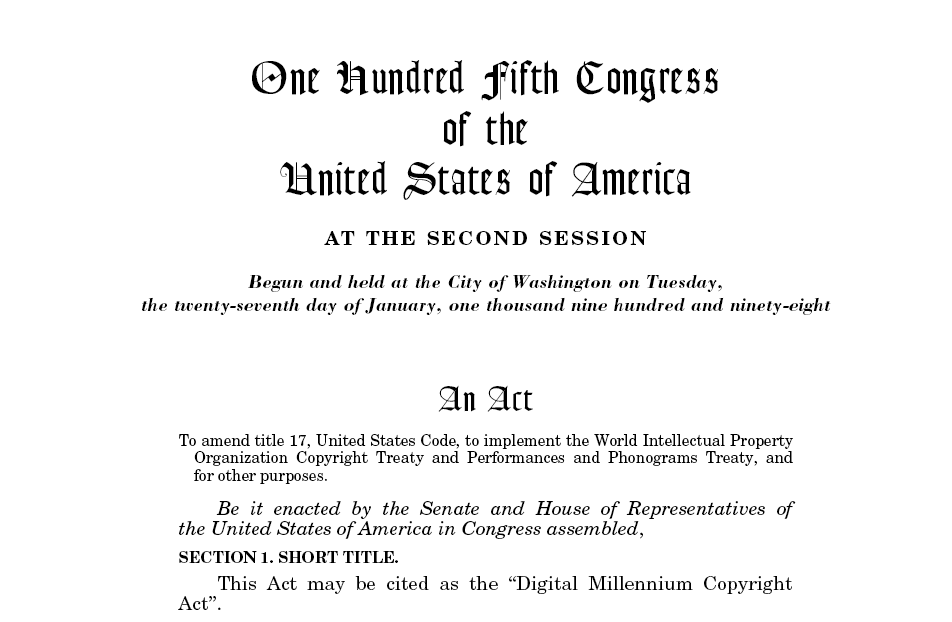 One Hundred Fifth Congress
of the
United States of America
AT THE SECOND SESSION
Begun and held at the City of Washington on Tuesday,
the twenty-seventh day of January, one thousand nine hundred and ninety-eight
An Act
To amend title 17, United States Code, to implement the World Intellectual Property
Organization Copyright Treaty and Performances and Phonograms Treaty, and
for other purposes.
Be it enacted by the Senate and House of Representatives of
the United States of America in Congress assembled,
SECTION 1. SHORT TITLE.
This Act may be cited as the “Digital Millennium Copyright
Act”.